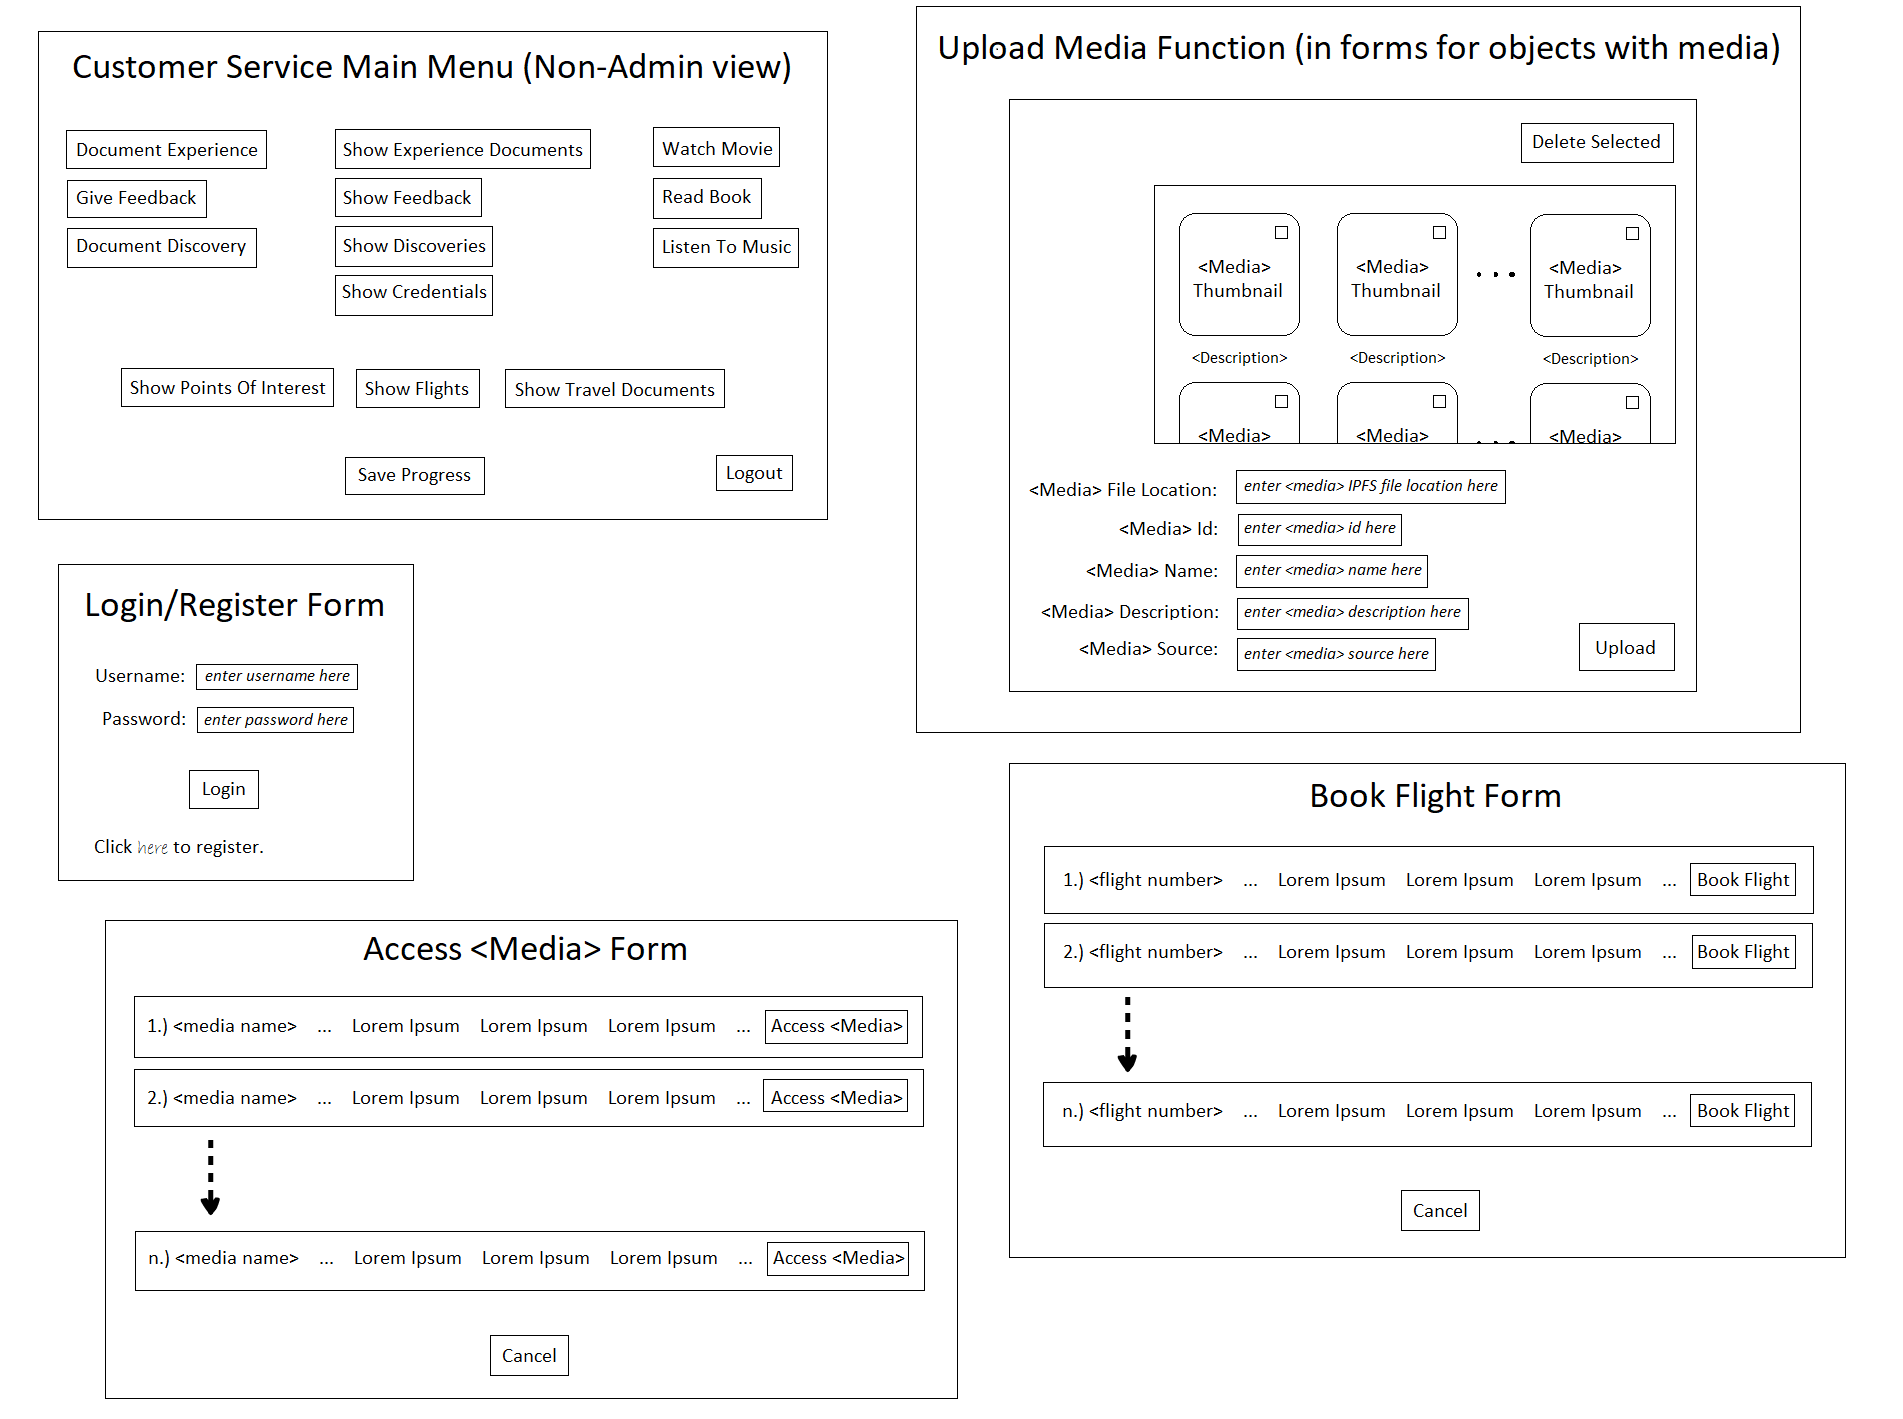 Customer Service Main Menu (Non-Admin view)
Document Experience
Show Experience Documents
Watch Movie
Give Feedback
Show Feedback
Read Book
Document Discovery
Show Discoveries
Listen To Music
Show Credentials
Show Points Of Interest
Show Flights
Show Travel Documents
Save Progress
Logout
Upload Media Function (in forms for objects with media)
Delete Selected
<Media>
Thumbnail
<Media>
Thumbnail
• • •
<Media>
Thumbnail
<Description>
<Description>
<Description>
<Media>
<Media>
<Media>
<Media> File Location:
enter <media> IPFS file location here
<Media> Id:
enter <media> id here
<Media> Name:
enter <media> name here
<Media> Description:
enter <media> description here
<Media> Source:
enter <media> source here
Upload
Login/Register Form
Username:
enter username here
Password:
enter password here
Login
Click here to register.
Book Flight Form
1.) <flight number> ... Lorem Ipsum Lorem Ipsum Lorem Ipsum ... Book Flight
2.) <flight number> ... Lorem Ipsum Lorem Ipsum Lorem Ipsum ... Book Flight
n.) <flight number> ... Lorem Ipsum Lorem Ipsum Lorem Ipsum ... Book Flight
Cancel
Access <Media> Form
1.) <media name> ... Lorem Ipsum Lorem Ipsum Lorem Ipsum ... Access <Media>
2.) <media name> ... Lorem Ipsum Lorem Ipsum Lorem Ipsum ... Access <Media>
n.) <media name> ... Lorem Ipsum Lorem Ipsum Lorem Ipsum ... Access <Media>
Cancel